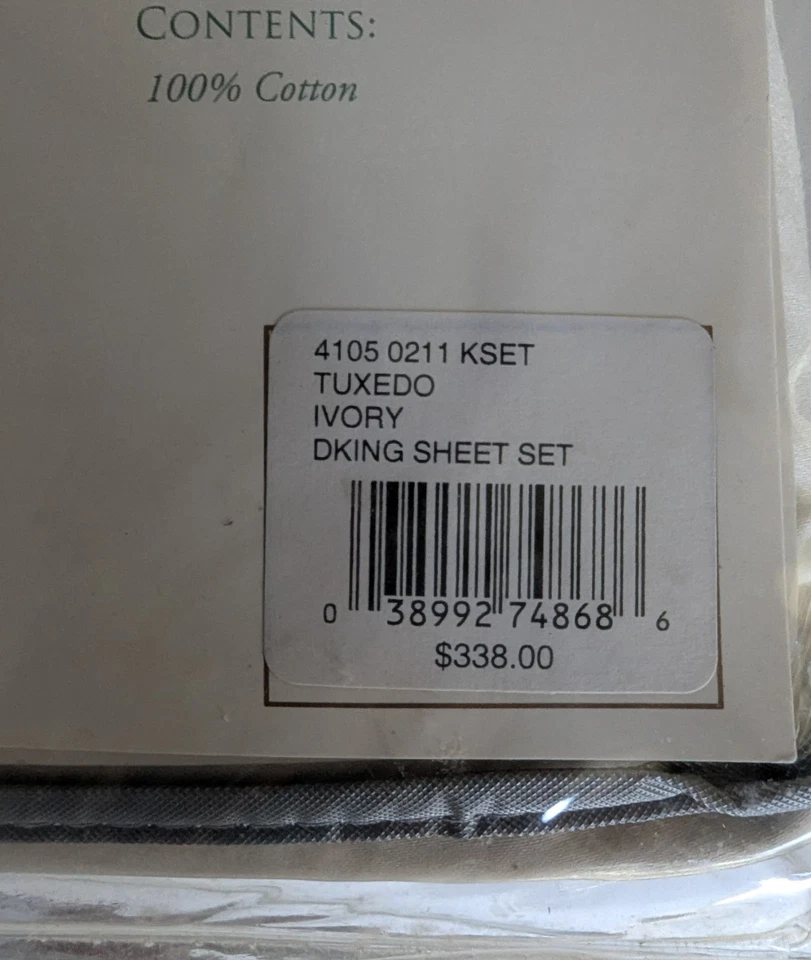 CONTENTS:
100% Cotton
4105 0211 KSET
TUXEDO
IVORY
DKING SHEET SET
0 38992 74868 6
$338.00